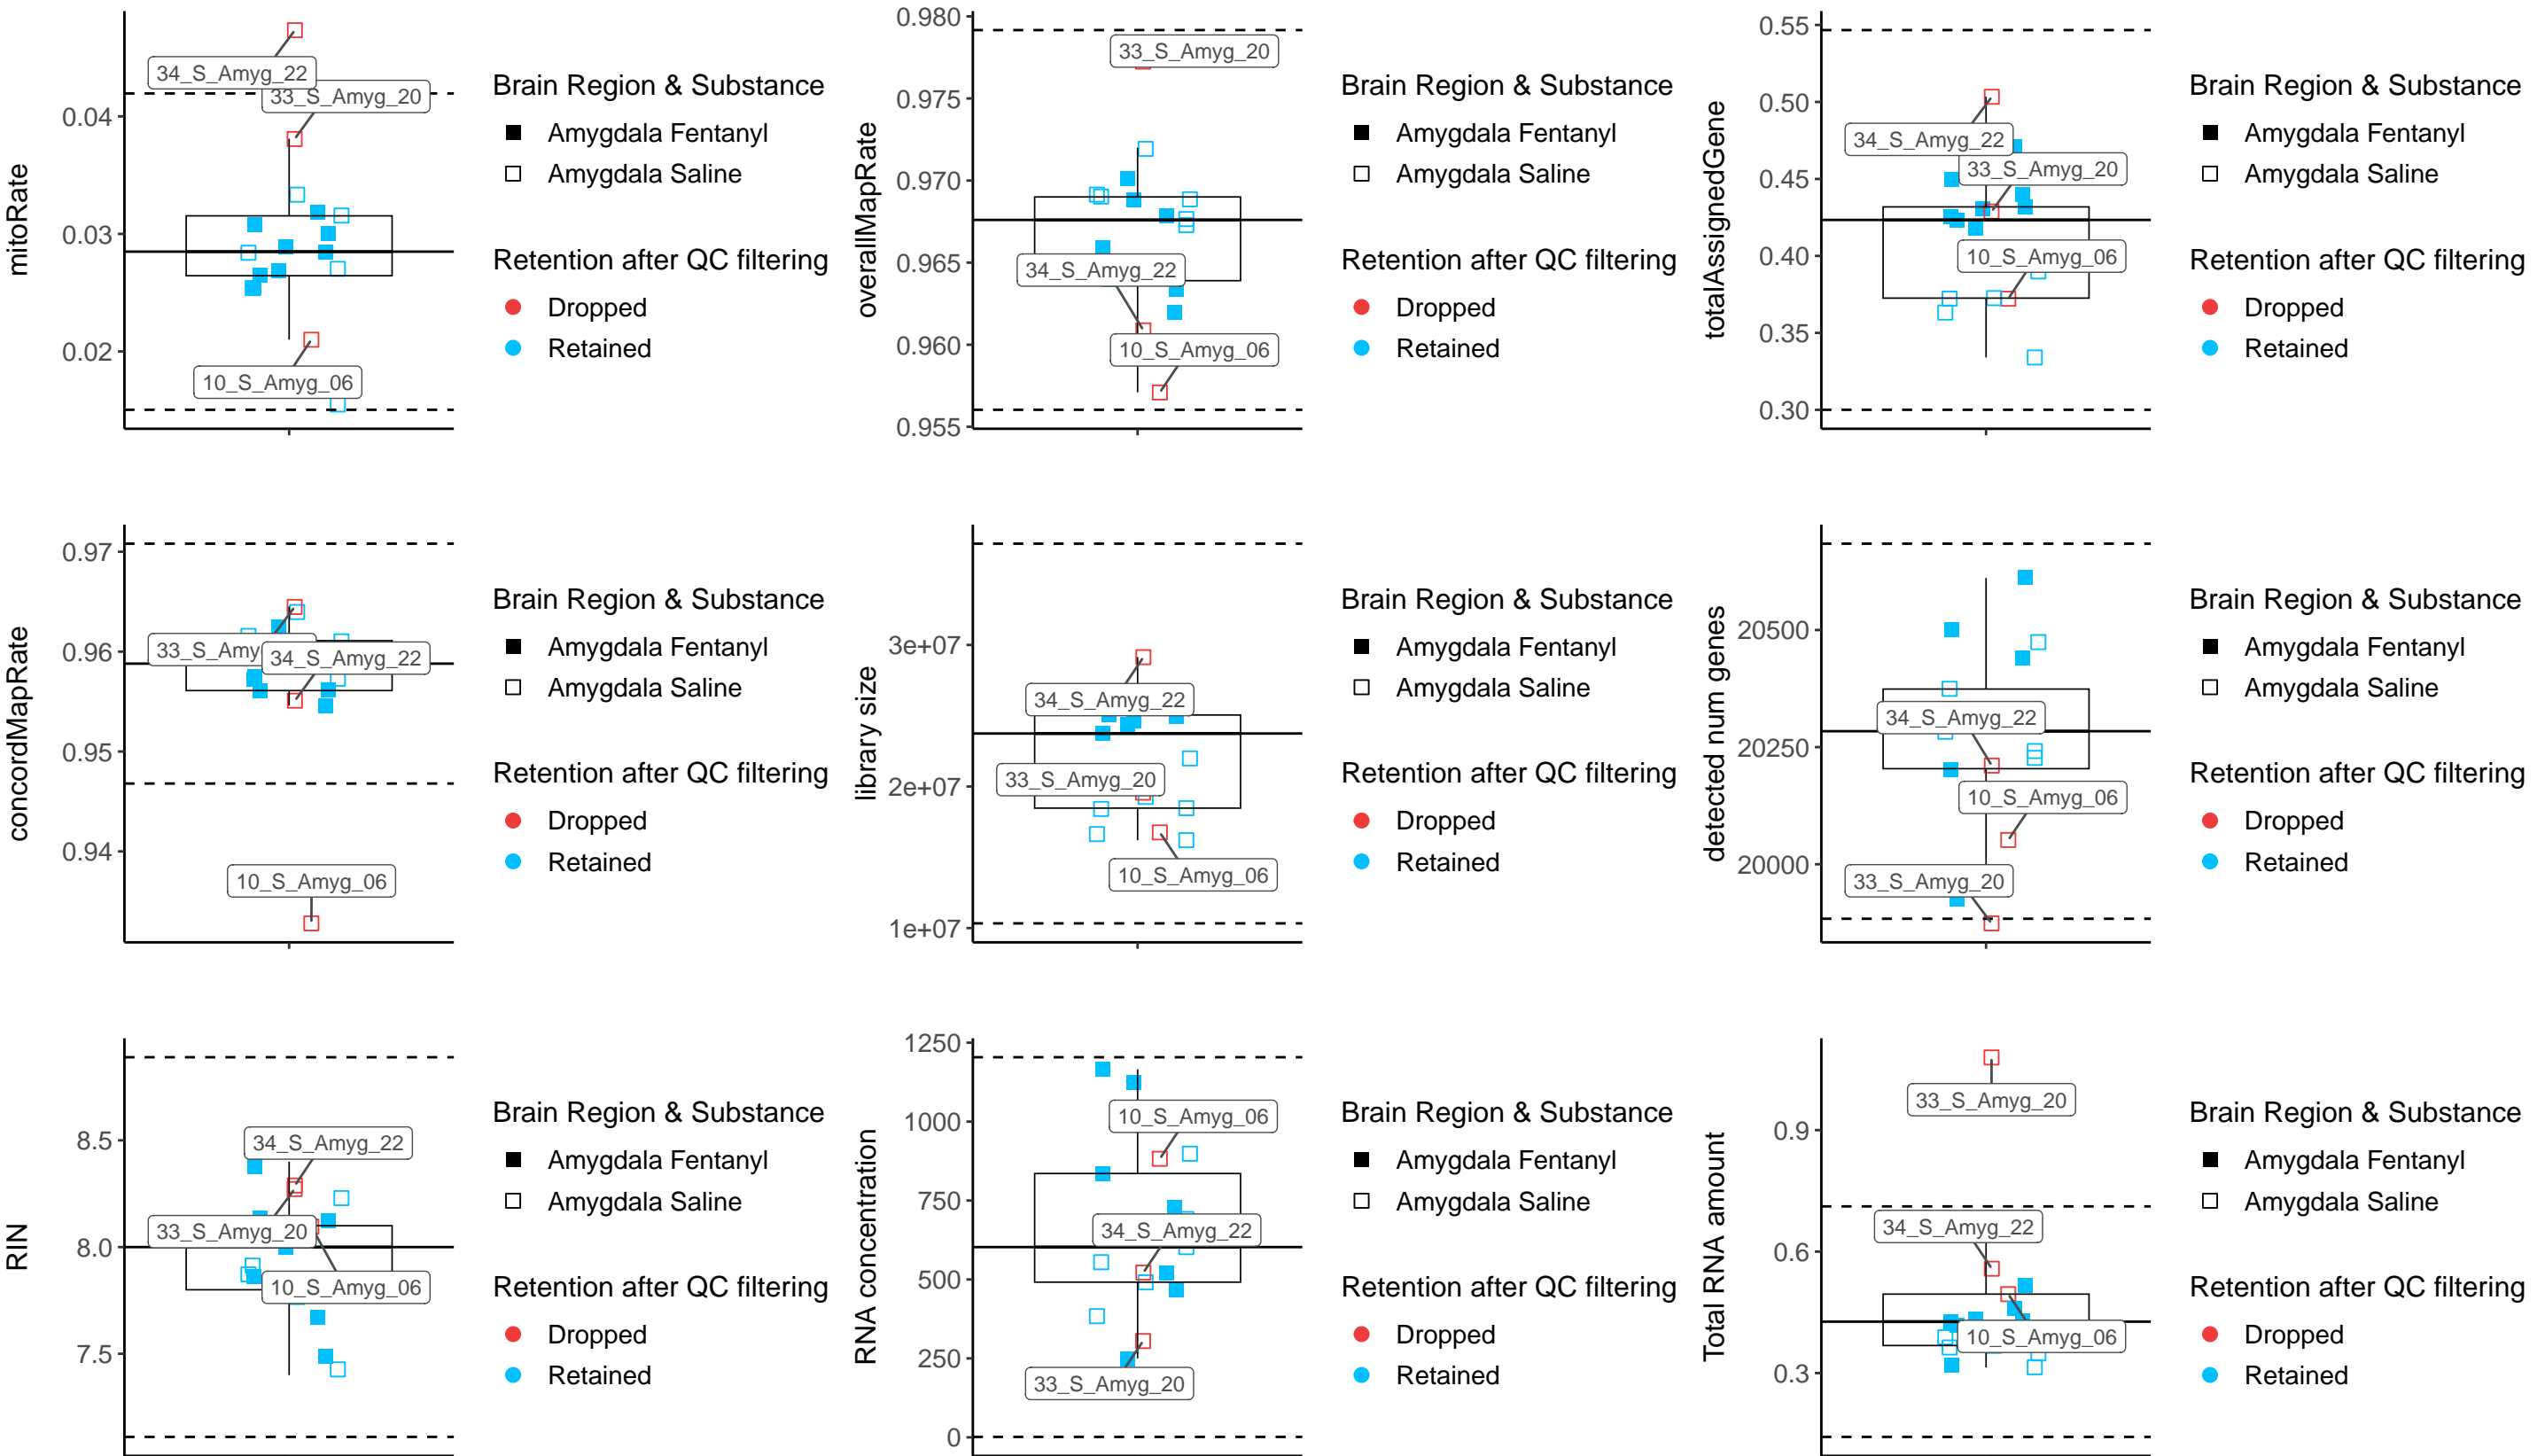 mitoRate
0.04
0.03
0.02
34_S_Amyg_22
33_S_Amyg_20
10_S_Amyg_06
Brain Region & Substance
Amygdala Fentanyl
Amygdala Saline
Retention after QC filtering
Dropped
Retained
overallMapRate
0.980
0.975
0.970
0.965
0.960
0.955
33_S_Amyg_20
34_S_Amyg_22
10_S_Amyg_06
Brain Region & Substance
Amygdala Fentanyl
Amygdala Saline
Retention after QC filtering
Dropped
Retained
totalAssignedGene
0.55
0.50
0.45
0.40
0.35
0.30
34_S_Amyg_22
33_S_Amyg_20
10_S_Amyg_06
Brain Region & Substance
Amygdala Fentanyl
Amygdala Saline
Retention after QC filtering
Dropped
Retained
concordMapRate
0.97
0.96
0.95
0.94
33_S_Amy
34_S_Amyg_22
10_S_Amyg_06
Brain Region & Substance
Amygdala Fentanyl
Amygdala Saline
Retention after QC filtering
Dropped
Retained
library size
3e+07
2e+07
1e+07
34_S_Amyg_22
33_S_Amyg_20
10_S_Amyg_06
Brain Region & Substance
Amygdala Fentanyl
Amygdala Saline
Retention after QC filtering
Dropped
Retained
detected num genes
20500
20250
20000
34_S_Amyg_22
10_S_Amyg_06
33_S_Amyg_20
Brain Region & Substance
Amygdala Fentanyl
Amygdala Saline
Retention after QC filtering
Dropped
Retained
RIN
8.5
8.0
7.5
34_S_Amyg_22
33_S_Amyg_20
10_S_Amyg_06
Brain Region & Substance
Amygdala Fentanyl
Amygdala Saline
Retention after QC filtering
Dropped
Retained
RNA concentration
1250
1000
750
500
250
0
10_S_Amyg_06
34_S_Amyg_22
33_S_Amyg_20
Brain Region & Substance
Amygdala Fentanyl
Amygdala Saline
Retention after QC filtering
Dropped
Retained
Total RNA amount
0.9
0.6
0.3
33_S_Amyg_20
34_S_Amyg_22
10_S_Amyg_06
Brain Region & Substance
Amygdala Fentanyl
Amygdala Saline
Retention after QC filtering
Dropped
Retained